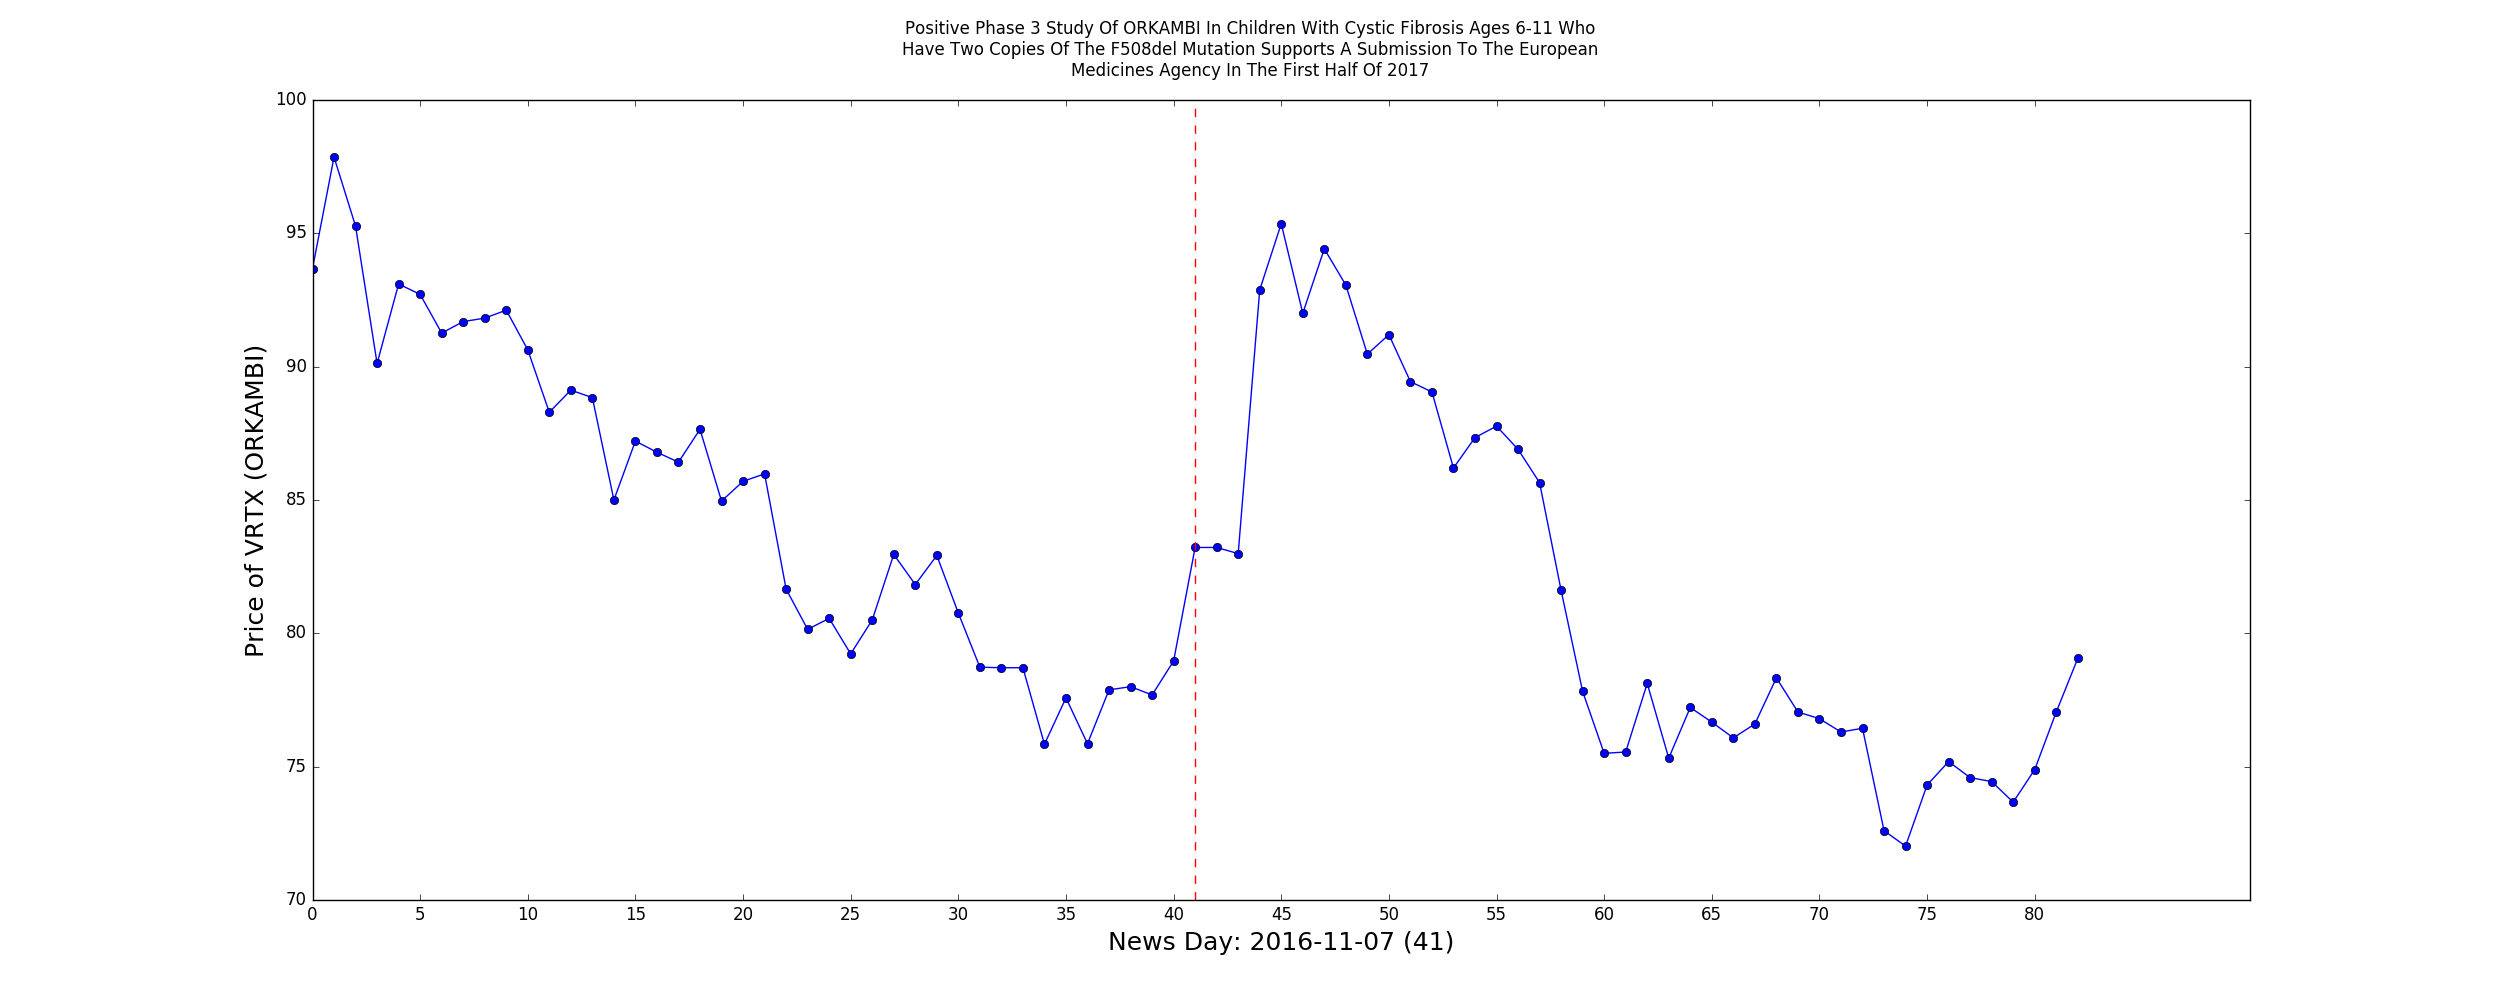 Positive Phase 3 Study Of ORKAMBI In Children With Cystic Fibrosis Ages 6-11 Who
Have Two Copies Of The F508del Mutation Supports A Submission To The European
Medicines Agency In The First Half Of 2017
100
95
90
85
80
75
70
Price of VRTX (ORKAMBI)
0 5 10 15 20 25 30 35 40 45 50 55 60 65 70 75 80
News Day: 2016-11-07 (41)